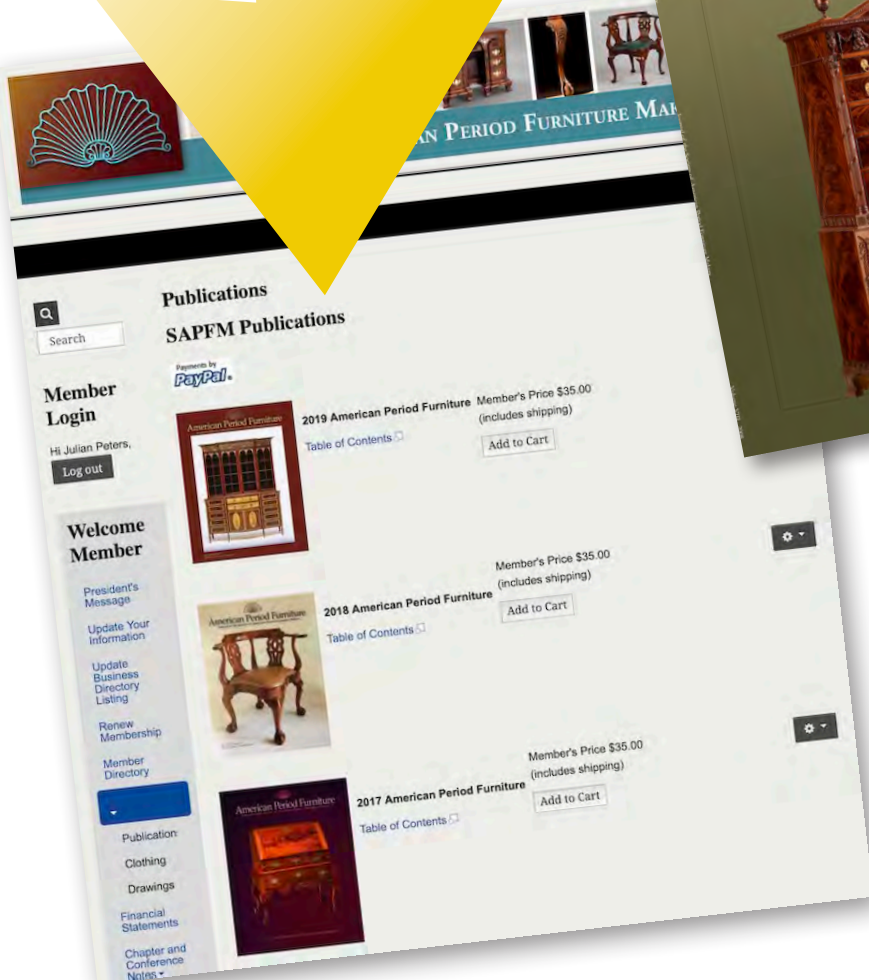 AN PERIOD FURNITURE MAK
Publications
SAPFM Publications
Search
Payments by
PayPal
Member
Login
Hi Julian Peters,
Log out
American Period Furniture
2019 American Period Furniture
Table of Contents
Member's Price $35.00
(includes shipping)
Add to Cart
Welcome
Member
President's
Message
Update Your
Information
Update
Business
Directory
Listing
Renew
Membership
Member
Directory
Publication
Clothing
Drawings
Financial
Statements
Chapter and
Conference
Notes
American Period Furniture
2018 American Period Furniture
Table of Contents
Member's Price $35.00
(includes shipping)
Add to Cart
American Period Furniture
2017 American Period Furniture
Table of Contents
Member's Price $35.00
(includes shipping)
Add to Cart